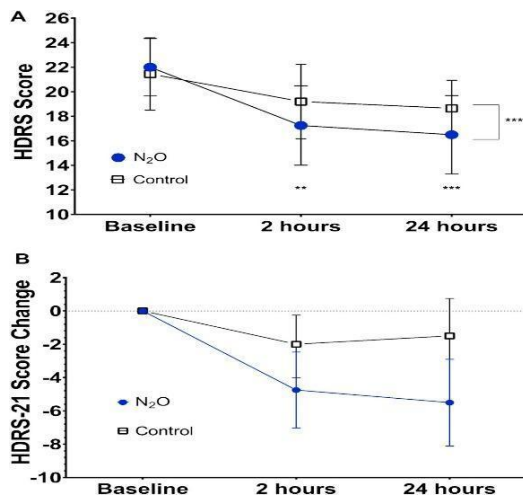 A
HDRS Score
26
24
22
20
18
16
14
12
10
N₂O
Control
**
***
***
Baseline 2 hours 24 hours
B
HDRS-21 Score Change
2
0
-2
-4
-6
-8
-10
N₂O
Control
Baseline 2 hours 24 hours